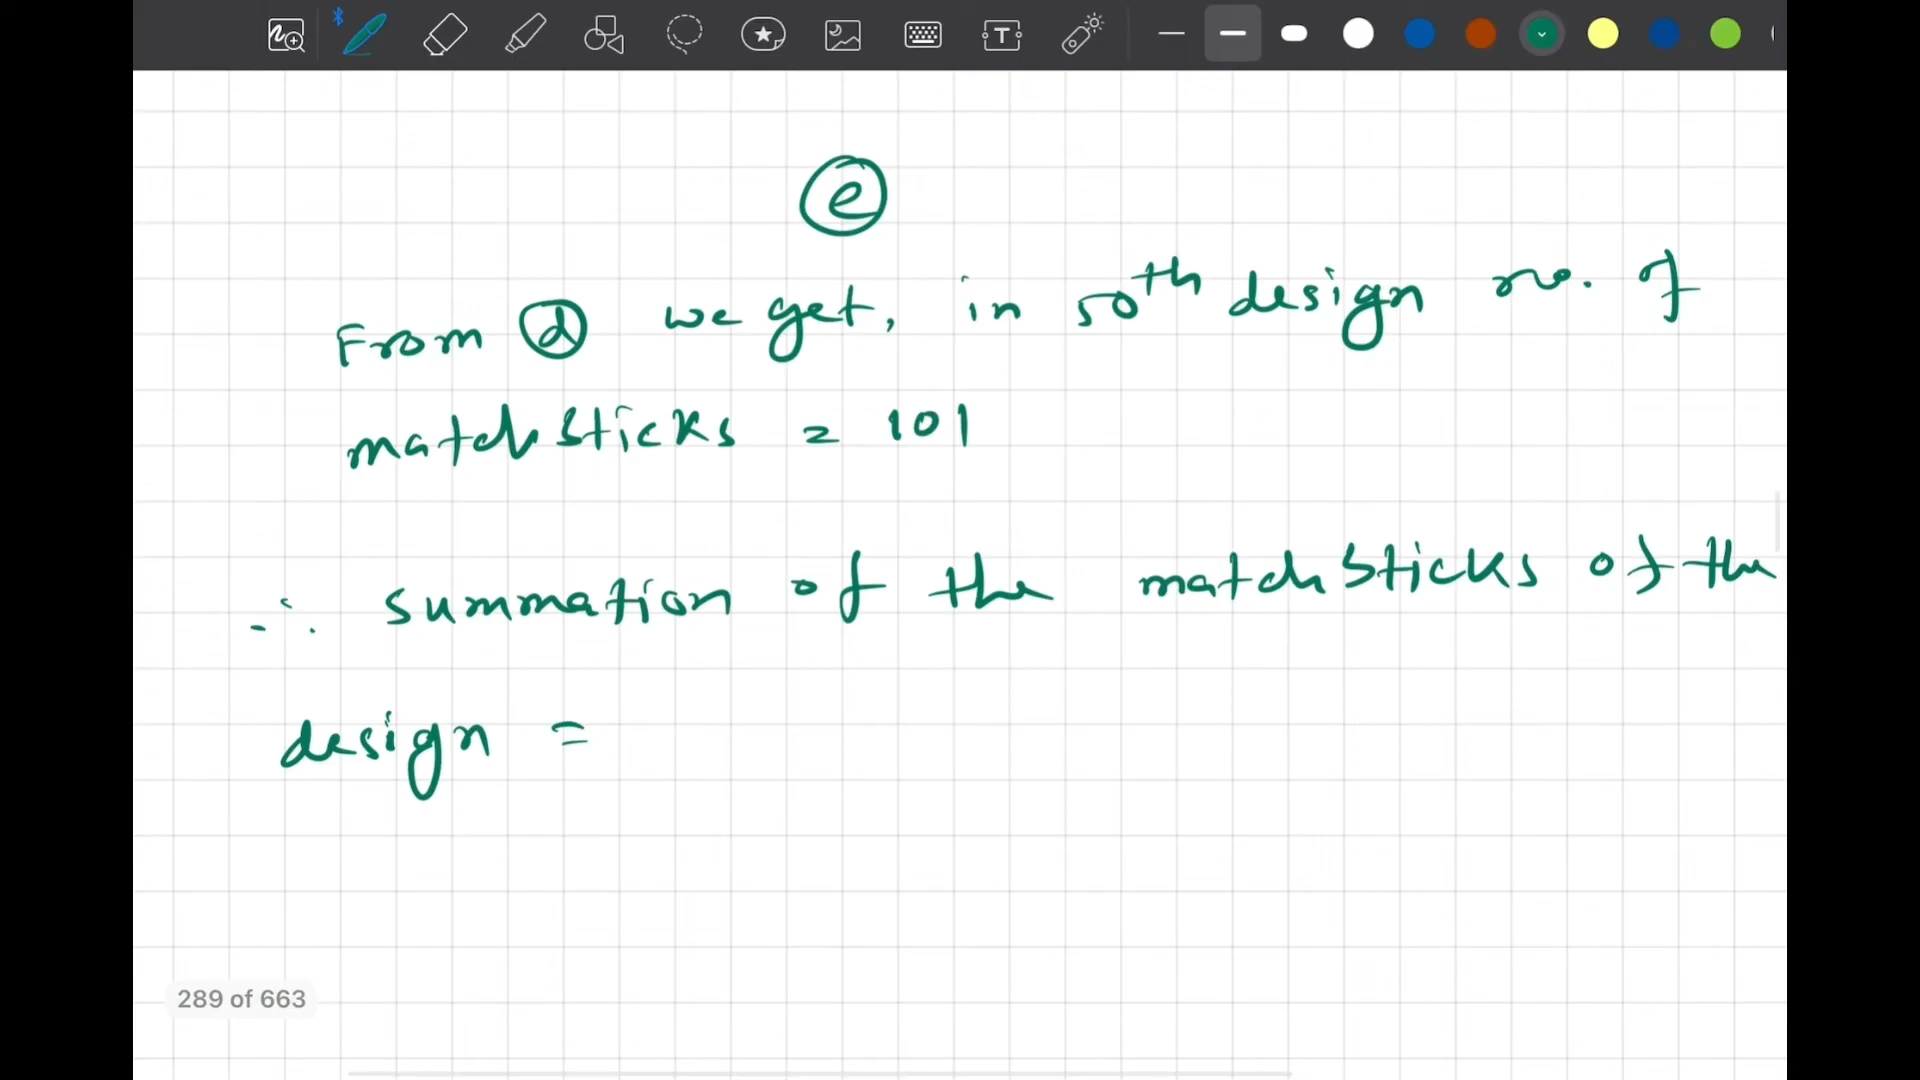 e
From d we get, in 50th design no. of
matchsticks = 101
∴ summation of the matchsticks of the
design =
289 of 663